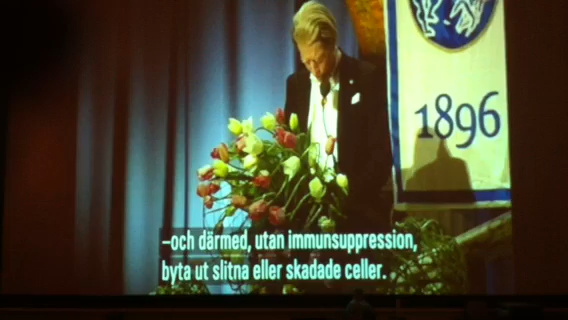 1896
–och därmed, utan immunsuppression,
byta ut slitna eller skadade celler.